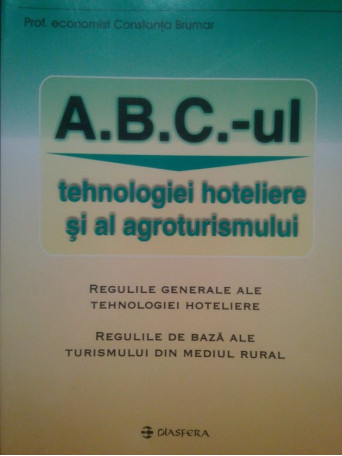 Prof. economist Constanța Brumar
A.B.C.-ul
tehnologiei hoteliere
și al agroturismului
REGULILE GENERALE ALE
TEHNOLOGIEI HOTELIERE
REGULILE DE BAZĂ ALE
TURISMULUI DIN MEDIUL RURAL
DIASFERA